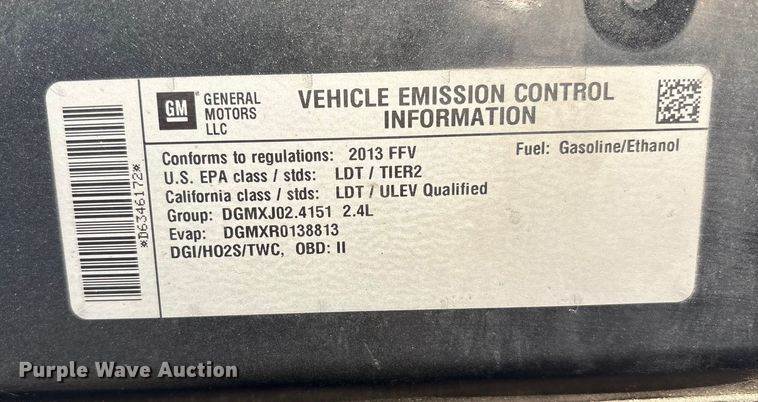 GM
GENERAL
MOTORS
LLC
VEHICLE EMISSION CONTROL
INFORMATION
Conforms to regulations: 2013 FFV
Fuel: Gasoline/Ethanol
U.S. EPA class / stds: LDT / TIER2
California class / stds: LDT / ULEV Qualified
Group: DGMXJ02.4151 2.4L
Evap: DGMXR0138813
DGI/HO2S/TWC, OBD: II
*D6346172*
Purple Wave Auction